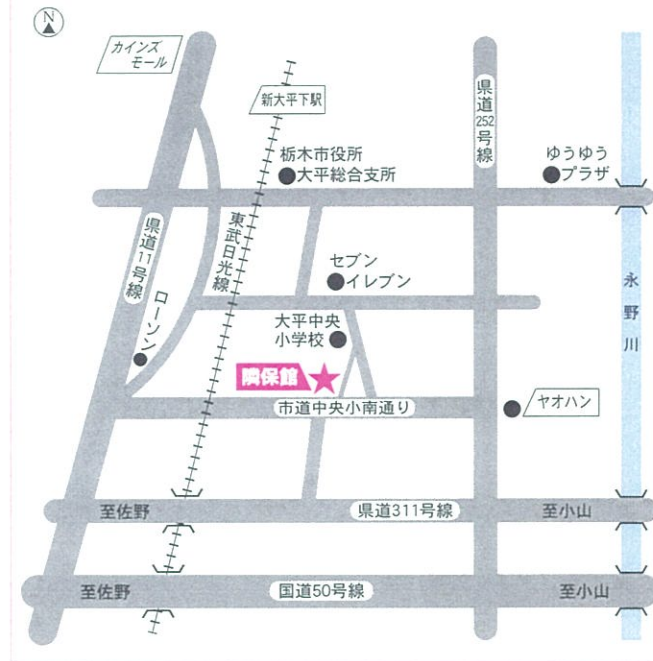 N
カインズ
モール
新大平下駅
県道252号線
栃木市役所
大平総合支所
ゆうゆう
プラザ
県道11号線
東武日光線
セブン
イレブン
永野川
ローソン
大平中央
小学校
隣保館
市道中央小南通り
ヤオハン
至佐野
県道311号線
至小山
至佐野
国道50号線
至小山